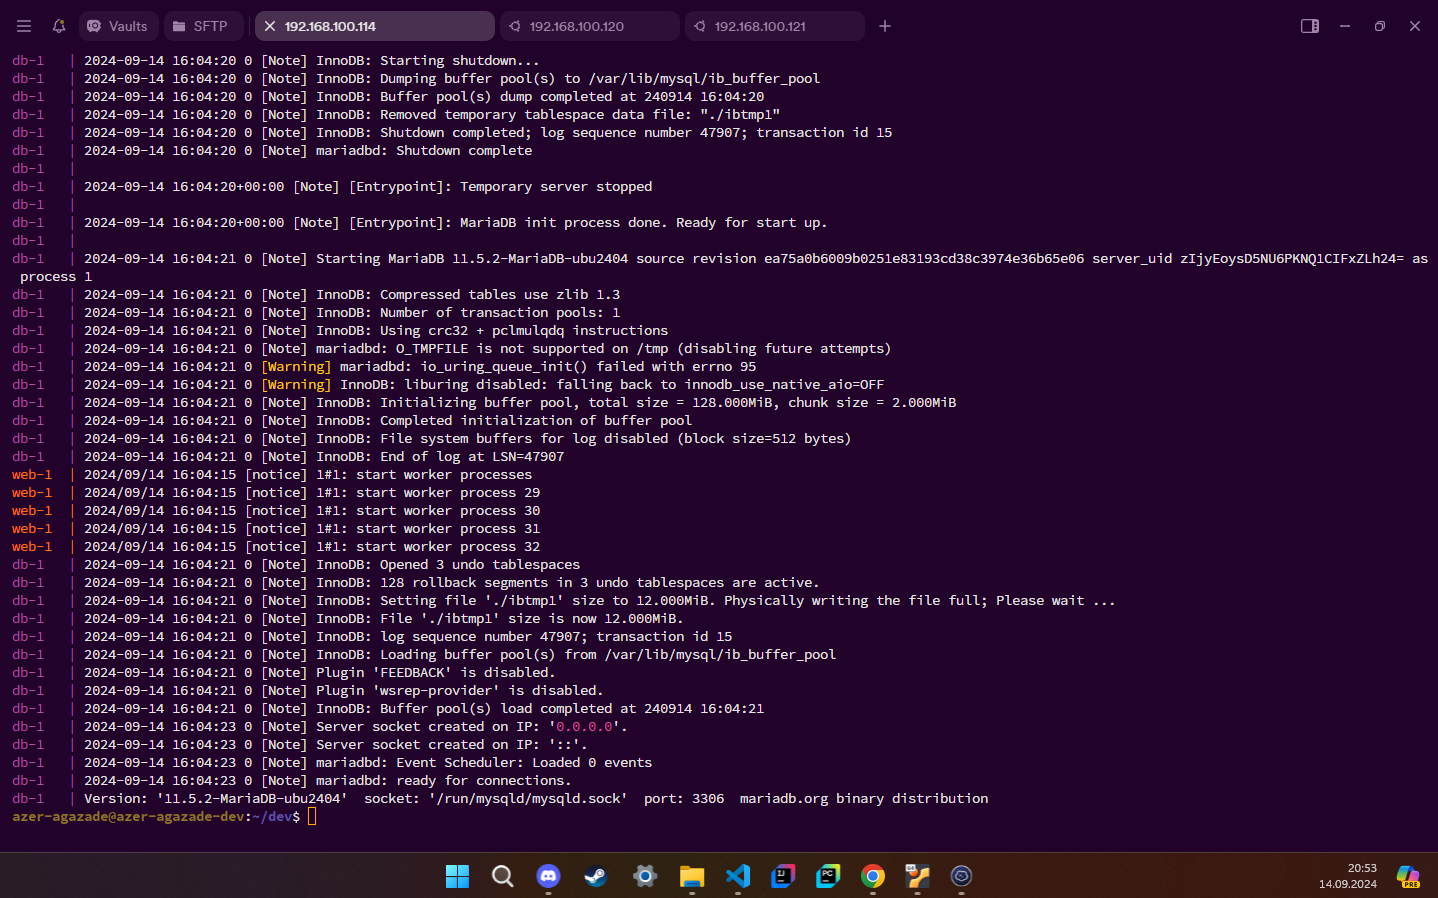 Vaults
SFTP
192.168.100.114
192.168.100.120
192.168.100.121
db-1 | 2024-09-14 16:04:20 0 [Note] InnoDB: Starting shutdown...
db-1 | 2024-09-14 16:04:20 0 [Note] InnoDB: Dumping buffer pool(s) to /var/lib/mysql/ib_buffer_pool
db-1 | 2024-09-14 16:04:20 0 [Note] InnoDB: Buffer pool(s) dump completed at 240914 16:04:20
db-1 | 2024-09-14 16:04:20 0 [Note] InnoDB: Removed temporary tablespace data file: "./ibtmp1"
db-1 | 2024-09-14 16:04:20 0 [Note] InnoDB: Shutdown completed; log sequence number 47907; transaction id 15
db-1 | 2024-09-14 16:04:20 0 [Note] mariadbd: Shutdown complete
db-1 |
db-1 | 2024-09-14 16:04:20+00:00 [Note] [Entrypoint]: Temporary server stopped
db-1 |
db-1 | 2024-09-14 16:04:20+00:00 [Note] [Entrypoint]: MariaDB init process done. Ready for start up.
db-1 |
db-1 | 2024-09-14 16:04:21 0 [Note] Starting MariaDB 11.5.2-MariaDB-ubu2404 source revision ea75a0b6009b0251e83193cd38c3974e36b65e06 server_uid zIjyEoysD5NU6PKNQ1CIFxZLh24= as
process 1
db-1 | 2024-09-14 16:04:21 0 [Note] InnoDB: Compressed tables use zlib 1.3
db-1 | 2024-09-14 16:04:21 0 [Note] InnoDB: Number of transaction pools: 1
db-1 | 2024-09-14 16:04:21 0 [Note] InnoDB: Using crc32 + pclmulqdq instructions
db-1 | 2024-09-14 16:04:21 0 [Note] mariadbd: O_TMPFILE is not supported on /tmp (disabling future attempts)
db-1 | 2024-09-14 16:04:21 0 [Warning] mariadbd: io_uring_queue_init() failed with errno 95
db-1 | 2024-09-14 16:04:21 0 [Warning] InnoDB: liburing disabled: falling back to innodb_use_native_aio=OFF
db-1 | 2024-09-14 16:04:21 0 [Note] InnoDB: Initializing buffer pool, total size = 128.000MiB, chunk size = 2.000MiB
db-1 | 2024-09-14 16:04:21 0 [Note] InnoDB: Completed initialization of buffer pool
db-1 | 2024-09-14 16:04:21 0 [Note] InnoDB: File system buffers for log disabled (block size=512 bytes)
db-1 | 2024-09-14 16:04:21 0 [Note] InnoDB: End of log at LSN=47907
web-1 | 2024/09/14 16:04:15 [notice] 1#1: start worker processes
web-1 | 2024/09/14 16:04:15 [notice] 1#1: start worker process 29
web-1 | 2024/09/14 16:04:15 [notice] 1#1: start worker process 30
web-1 | 2024/09/14 16:04:15 [notice] 1#1: start worker process 31
web-1 | 2024/09/14 16:04:15 [notice] 1#1: start worker process 32
db-1 | 2024-09-14 16:04:21 0 [Note] InnoDB: Opened 3 undo tablespaces
db-1 | 2024-09-14 16:04:21 0 [Note] InnoDB: 128 rollback segments in 3 undo tablespaces are active.
db-1 | 2024-09-14 16:04:21 0 [Note] InnoDB: Setting file './ibtmp1' size to 12.000MiB. Physically writing the file full; Please wait ...
db-1 | 2024-09-14 16:04:21 0 [Note] InnoDB: File './ibtmp1' size is now 12.000MiB.
db-1 | 2024-09-14 16:04:21 0 [Note] InnoDB: log sequence number 47907; transaction id 15
db-1 | 2024-09-14 16:04:21 0 [Note] InnoDB: Loading buffer pool(s) from /var/lib/mysql/ib_buffer_pool
db-1 | 2024-09-14 16:04:21 0 [Note] Plugin 'FEEDBACK' is disabled.
db-1 | 2024-09-14 16:04:21 0 [Note] Plugin 'wsrep-provider' is disabled.
db-1 | 2024-09-14 16:04:21 0 [Note] InnoDB: Buffer pool(s) load completed at 240914 16:04:21
db-1 | 2024-09-14 16:04:23 0 [Note] Server socket created on IP: '0.0.0.0'.
db-1 | 2024-09-14 16:04:23 0 [Note] Server socket created on IP: '::'.
db-1 | 2024-09-14 16:04:23 0 [Note] mariadbd: Event Scheduler: Loaded 0 events
db-1 | 2024-09-14 16:04:23 0 [Note] mariadbd: ready for connections.
db-1 | Version: '11.5.2-MariaDB-ubu2404'  socket: '/run/mysqld/mysqld.sock'  port: 3306  mariadb.org binary distribution
azer-agazade@azer-agazade-dev:~/dev$
IJ
PC
PRE
20:53
14.09.2024